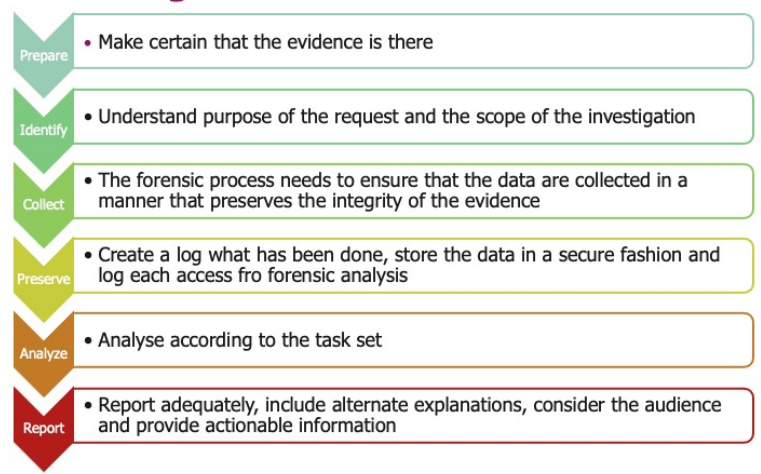 Prepare
• Make certain that the evidence is there
Identify
• Understand purpose of the request and the scope of the investigation
Collect
• The forensic process needs to ensure that the data are collected in a
manner that preserves the integrity of the evidence
Preserve
• Create a log what has been done, store the data in a secure fashion and
log each access fro forensic analysis
Analyze
• Analyse according to the task set
Report
• Report adequately, include alternate explanations, consider the audience
and provide actionable information